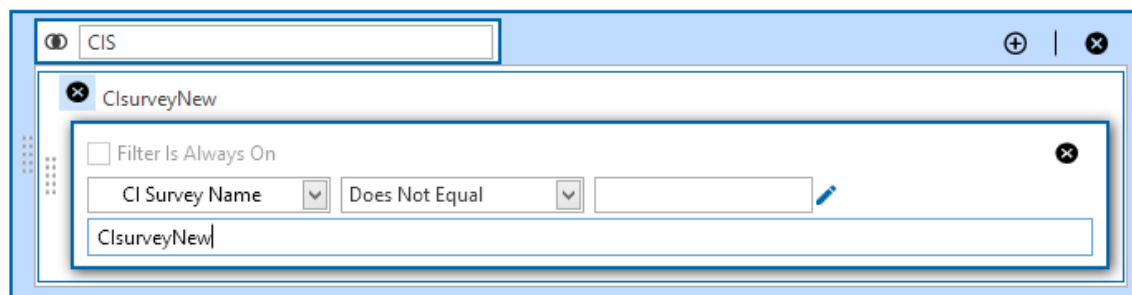 CIS
CIsurveyNew
Filter Is Always On
CI Survey Name Does Not Equal
CIsurveyNew